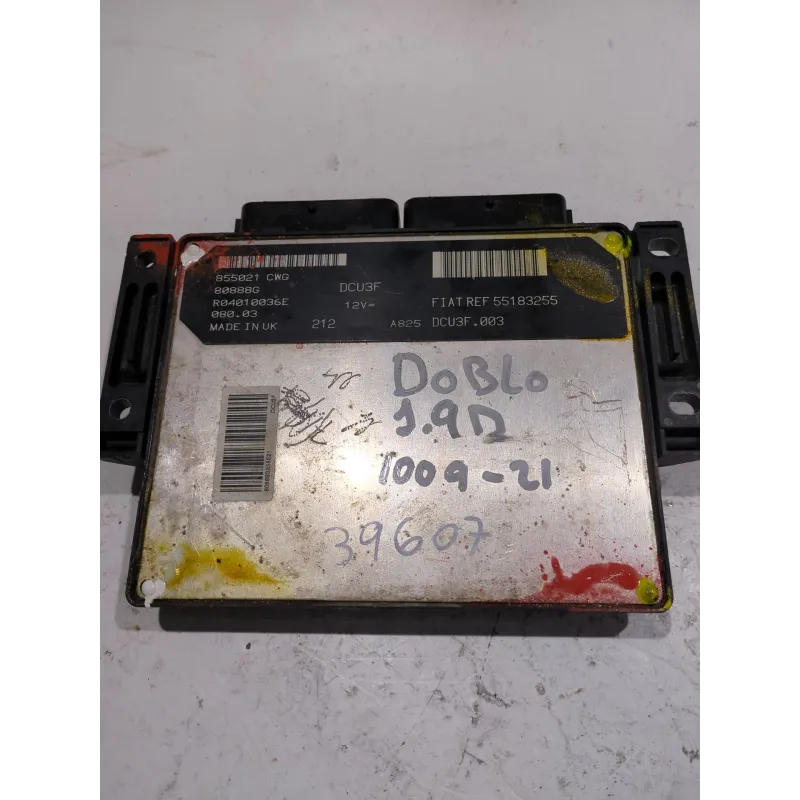 855021 CWG
80888G
R04010036E
080.03
MADE IN UK
212
DCU3F
12V=
A825
FIAT REF 55183255
DCU3F.003
DCU3F
DOBLO
1.9D
1009-21
39607